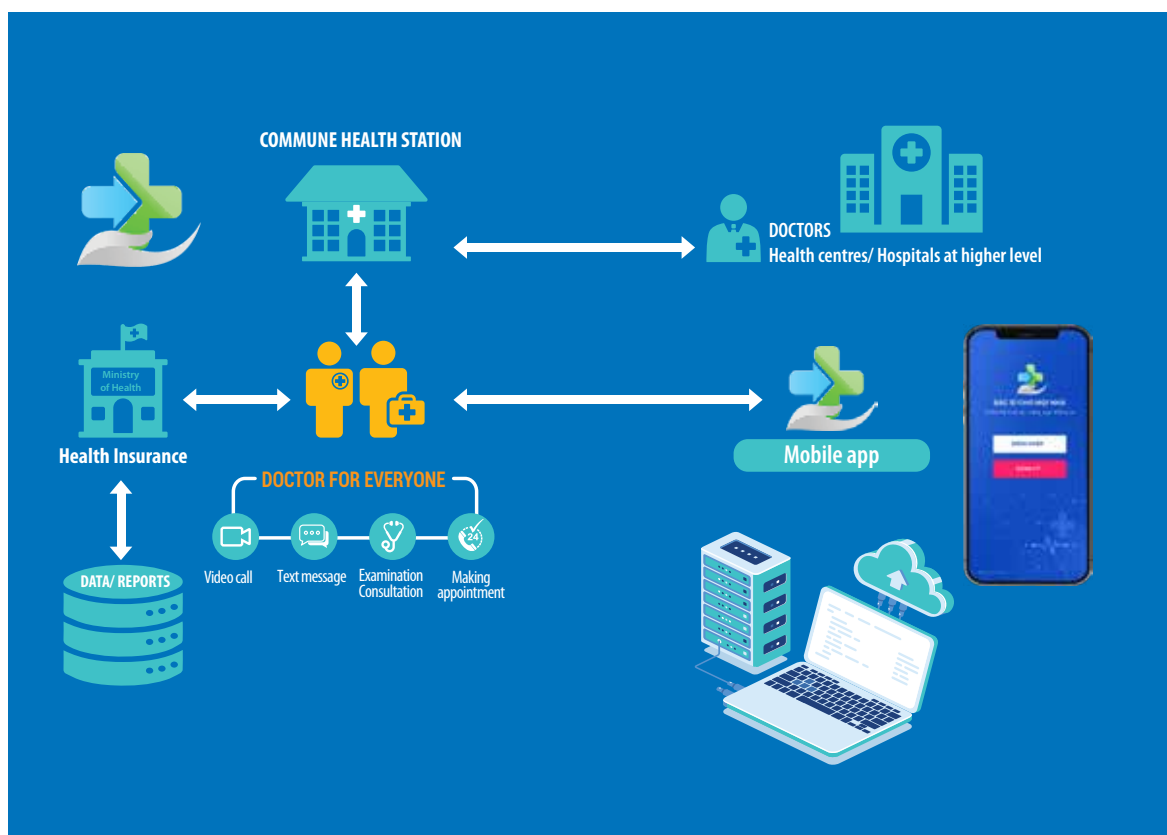 COMMUNE HEALTH STATION
DOCTORS
Health centres/ Hospitals at higher level
Ministry
of Health
Health Insurance
Mobile app
DOCTOR FOR EVERYONE
24
Video call
Text message
Examination
Consultation
Making
appointment
DATA/ REPORTS